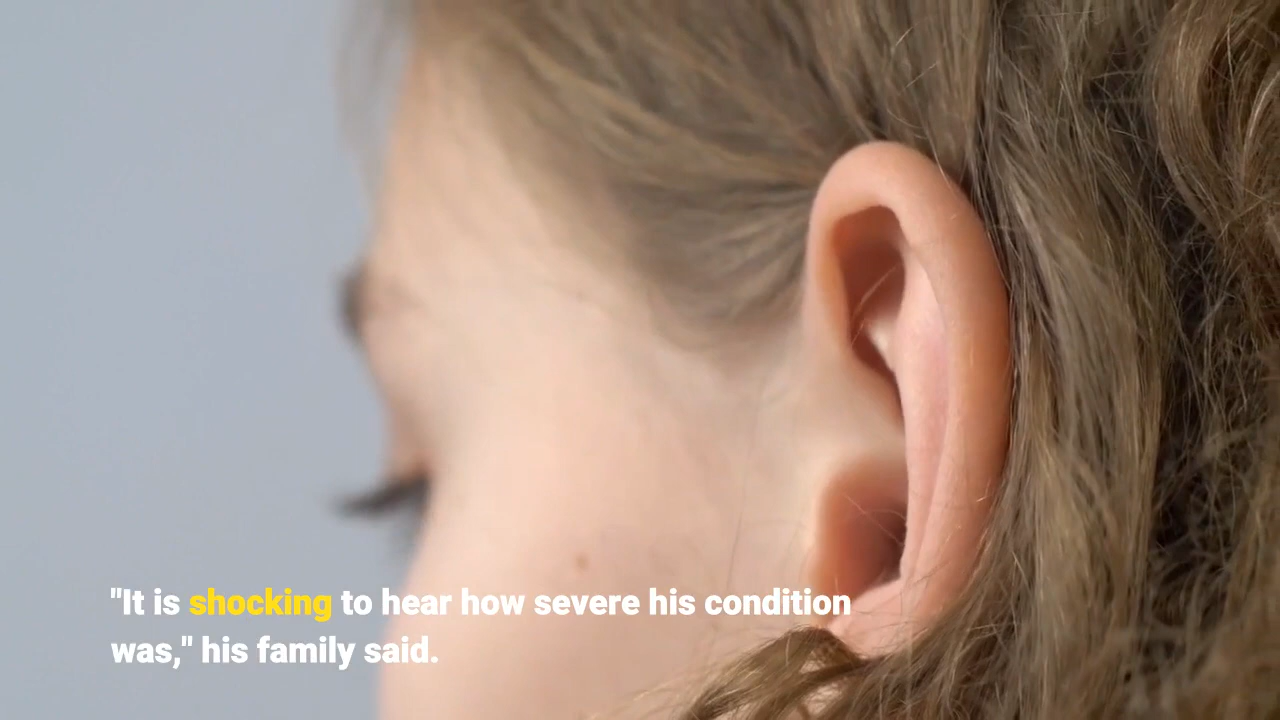 "It is shocking to hear how severe his condition
was," his family said.